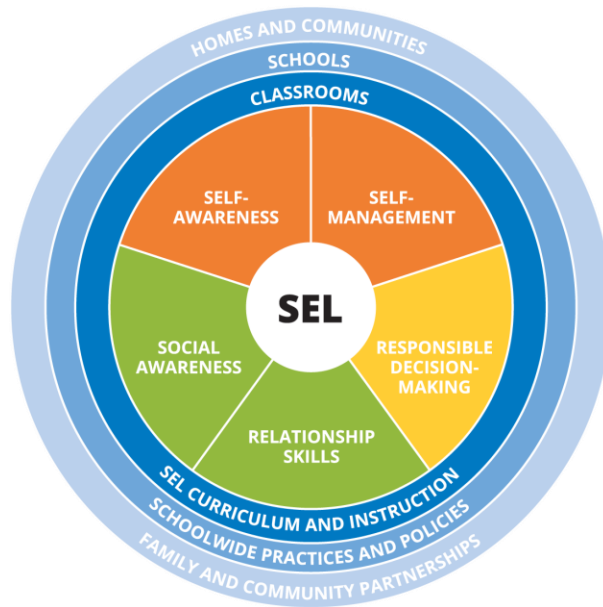 HOMES AND COMMUNITIES
SCHOOLS
CLASSROOMS
SELF-
AWARENESS
SELF-
MANAGEMENT
SEL
SOCIAL
AWARENESS
RESPONSIBLE
DECISION-
MAKING
RELATIONSHIP
SKILLS
SEL CURRICULUM AND INSTRUCTION
SCHOOLWIDE PRACTICES AND POLICIES
FAMILY AND COMMUNITY PARTNERSHIPS